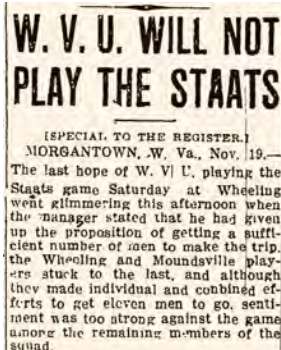 W. V. U. WILL NOT
PLAY THE STAATS
[SPECIAL TO THE REGISTER.]
MORGANTOWN, W. Va., Nov. 19.—
The last hope of W. V. U. playing the
Staats game Saturday at Wheeling
went glimmering this afternoon when
the manager stated that he had given
up the proposition of getting a suffi-
cient number of men to make the trip.
the Wheeling and Moundsville play-
ers stuck to the last, and although
they made individual and conbined ef-
fcrts to get eleven men to go, senti-
ment was too strong against the game
among the remaining members of the
squad.